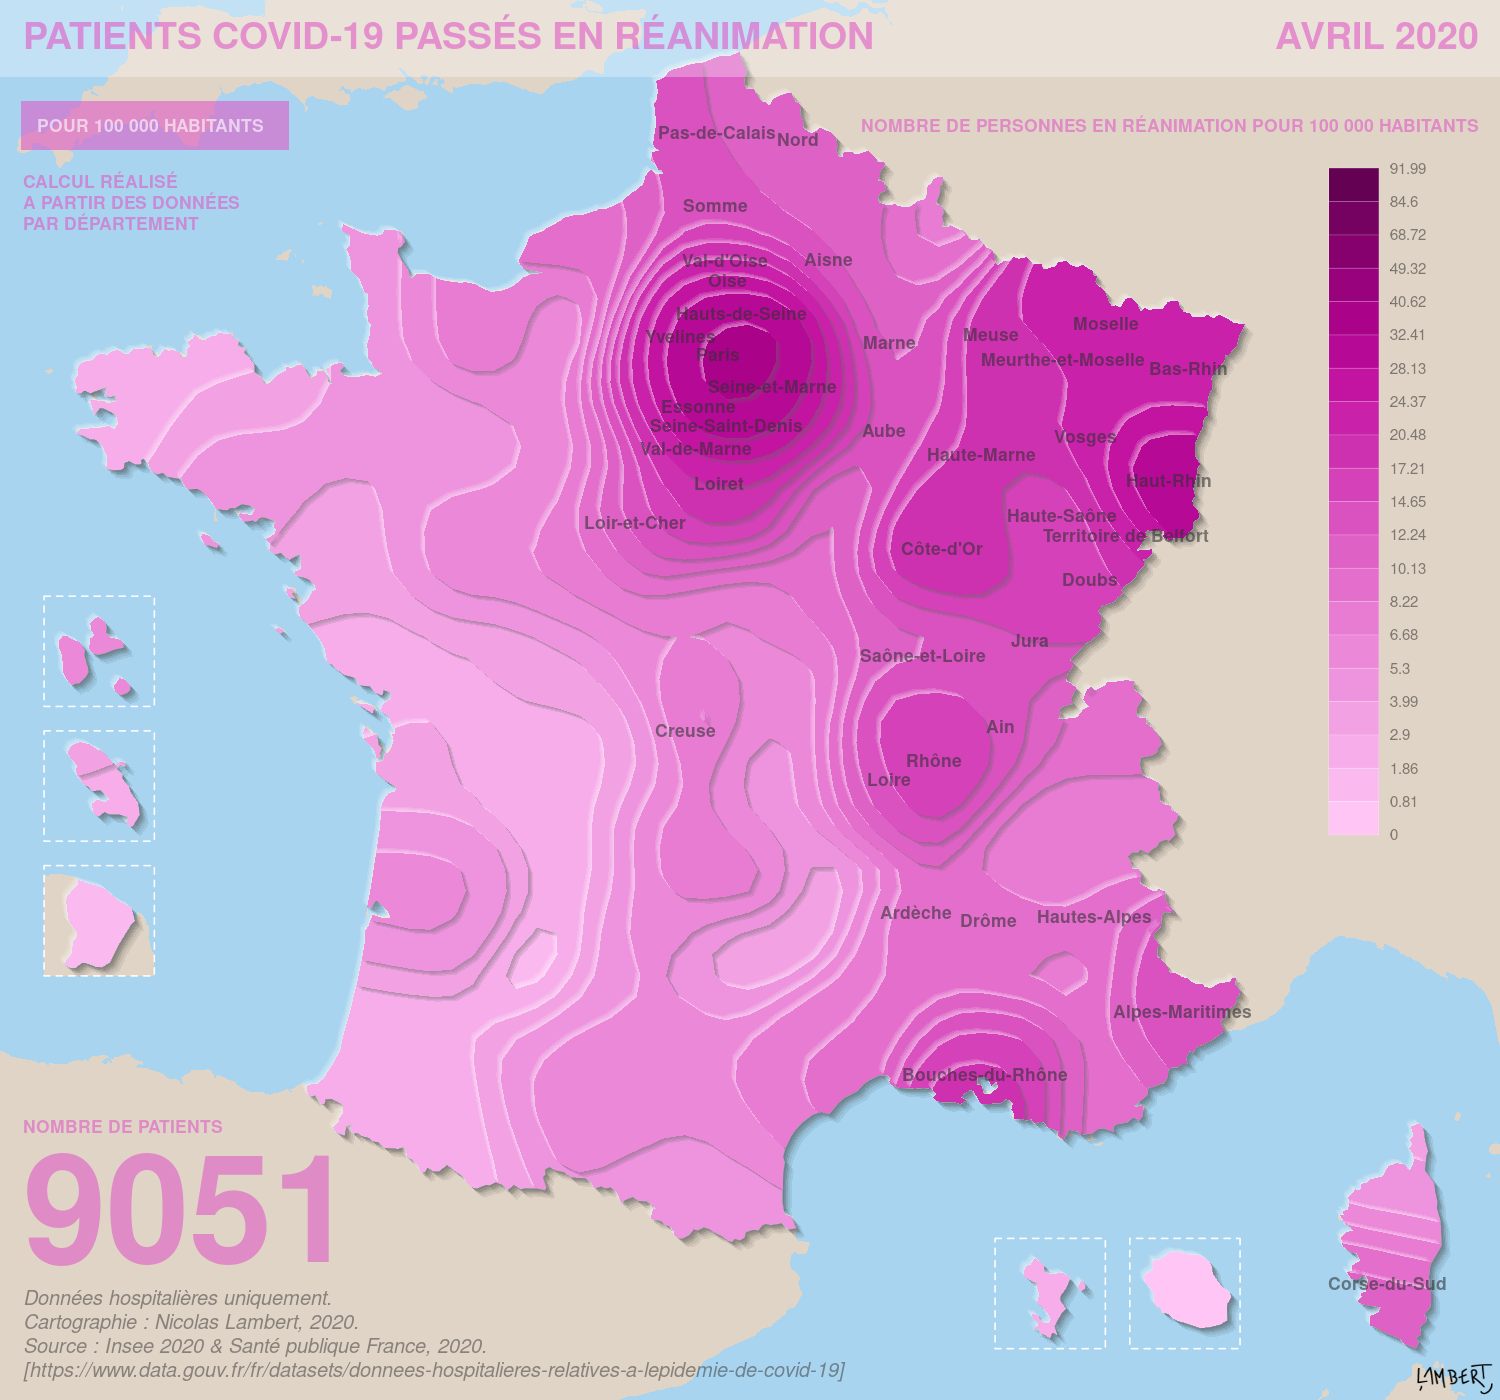 PATIENTS COVID-19 PASSÉS EN RÉANIMATION
AVRIL 2020
POUR 100 000 HABITANTS
CALCUL RÉALISÉ
A PARTIR DES DONNÉES
PAR DÉPARTEMENT
NOMBRE DE PERSONNES EN RÉANIMATION POUR 100 000 HABITANTS
91.99
84.6
68.72
49.32
40.62
32.41
28.13
24.37
20.48
17.21
14.65
12.24
10.13
8.22
6.68
5.3
3.99
2.9
1.86
0.81
0
Pas-de-Calais
Nord
Somme
Val-d'Oise
Aisne
Oise
Hauts-de-Seine
Yvelines
Paris
Marne
Meuse
Moselle
Meurthe-et-Moselle
Bas-Rhin
Seine-et-Marne
Essonne
Seine-Saint-Denis
Val-de-Marne
Aube
Vosges
Haute-Marne
Loiret
Haut-Rhin
Loir-et-Cher
Haute-Saône
Territoire de Belfort
Côte-d'Or
Doubs
Jura
Saône-et-Loire
Creuse
Ain
Rhône
Loire
Ardèche
Drôme
Hautes-Alpes
Alpes-Maritimes
Bouches-du-Rhône
Corse-du-Sud
NOMBRE DE PATIENTS
9051
Données hospitalières uniquement.
Cartographie : Nicolas Lambert, 2020.
Source : Insee 2020 & Santé publique France, 2020.
[https://www.data.gouv.fr/fr/datasets/donnees-hospitalieres-relatives-a-lepidemie-de-covid-19]
LAMBERT